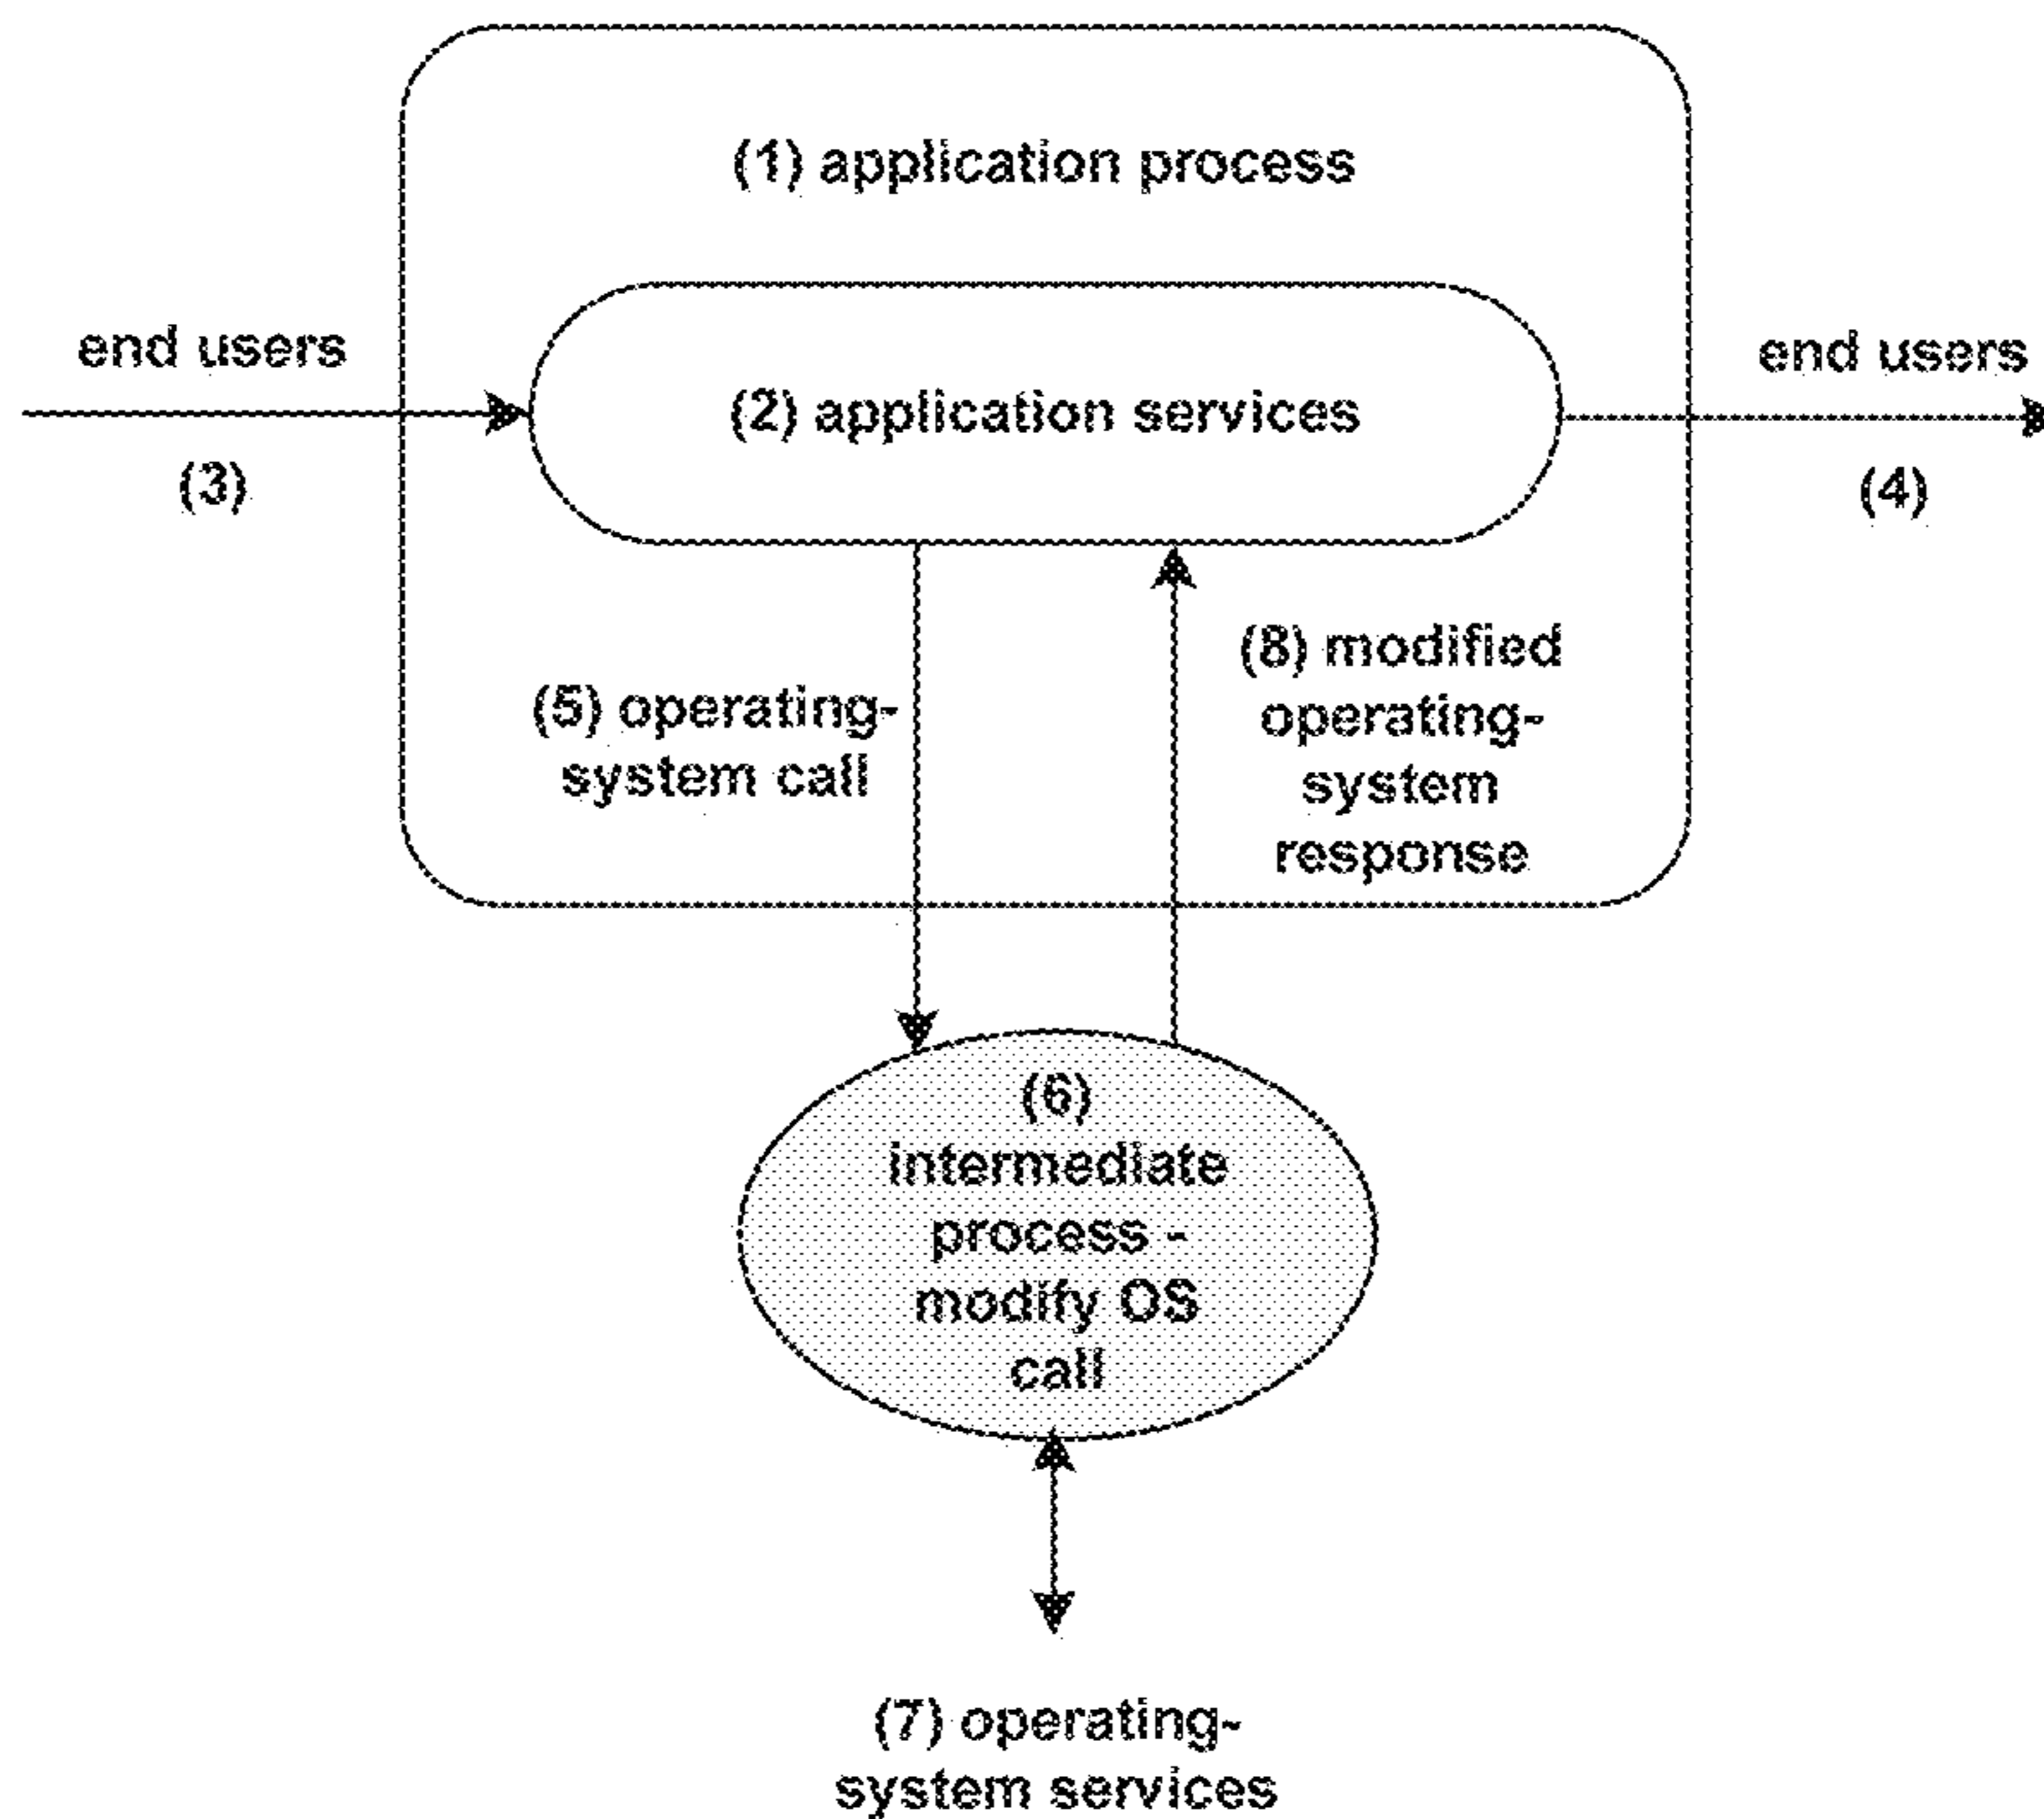 (1) application process
end users
(3)
(2) application services
end users
(4)
(5) operating-
system call
(8) modified
operating-
system
response
(6)
intermediate
process -
modify OS
call
(7) operating-
system services